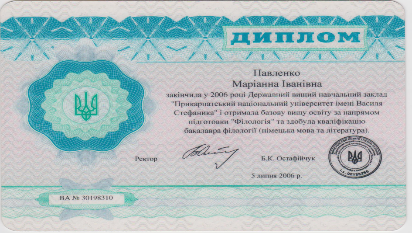 ДИПЛОМ
Павленко
Маріанна Іванівна
закінчила у 2006 році Державний вищий навчальний заклад
"Прикарпатський національний університет імені Василя
Стефаника" і отримала базову вищу освіту за напрямом
підготовки "Філологія" та здобула кваліфікацію
бакалавра філології (німецька мова та література).
Ректор
Б.К. Остафійчук
5 липня 2006 р.
ВА № 30198310